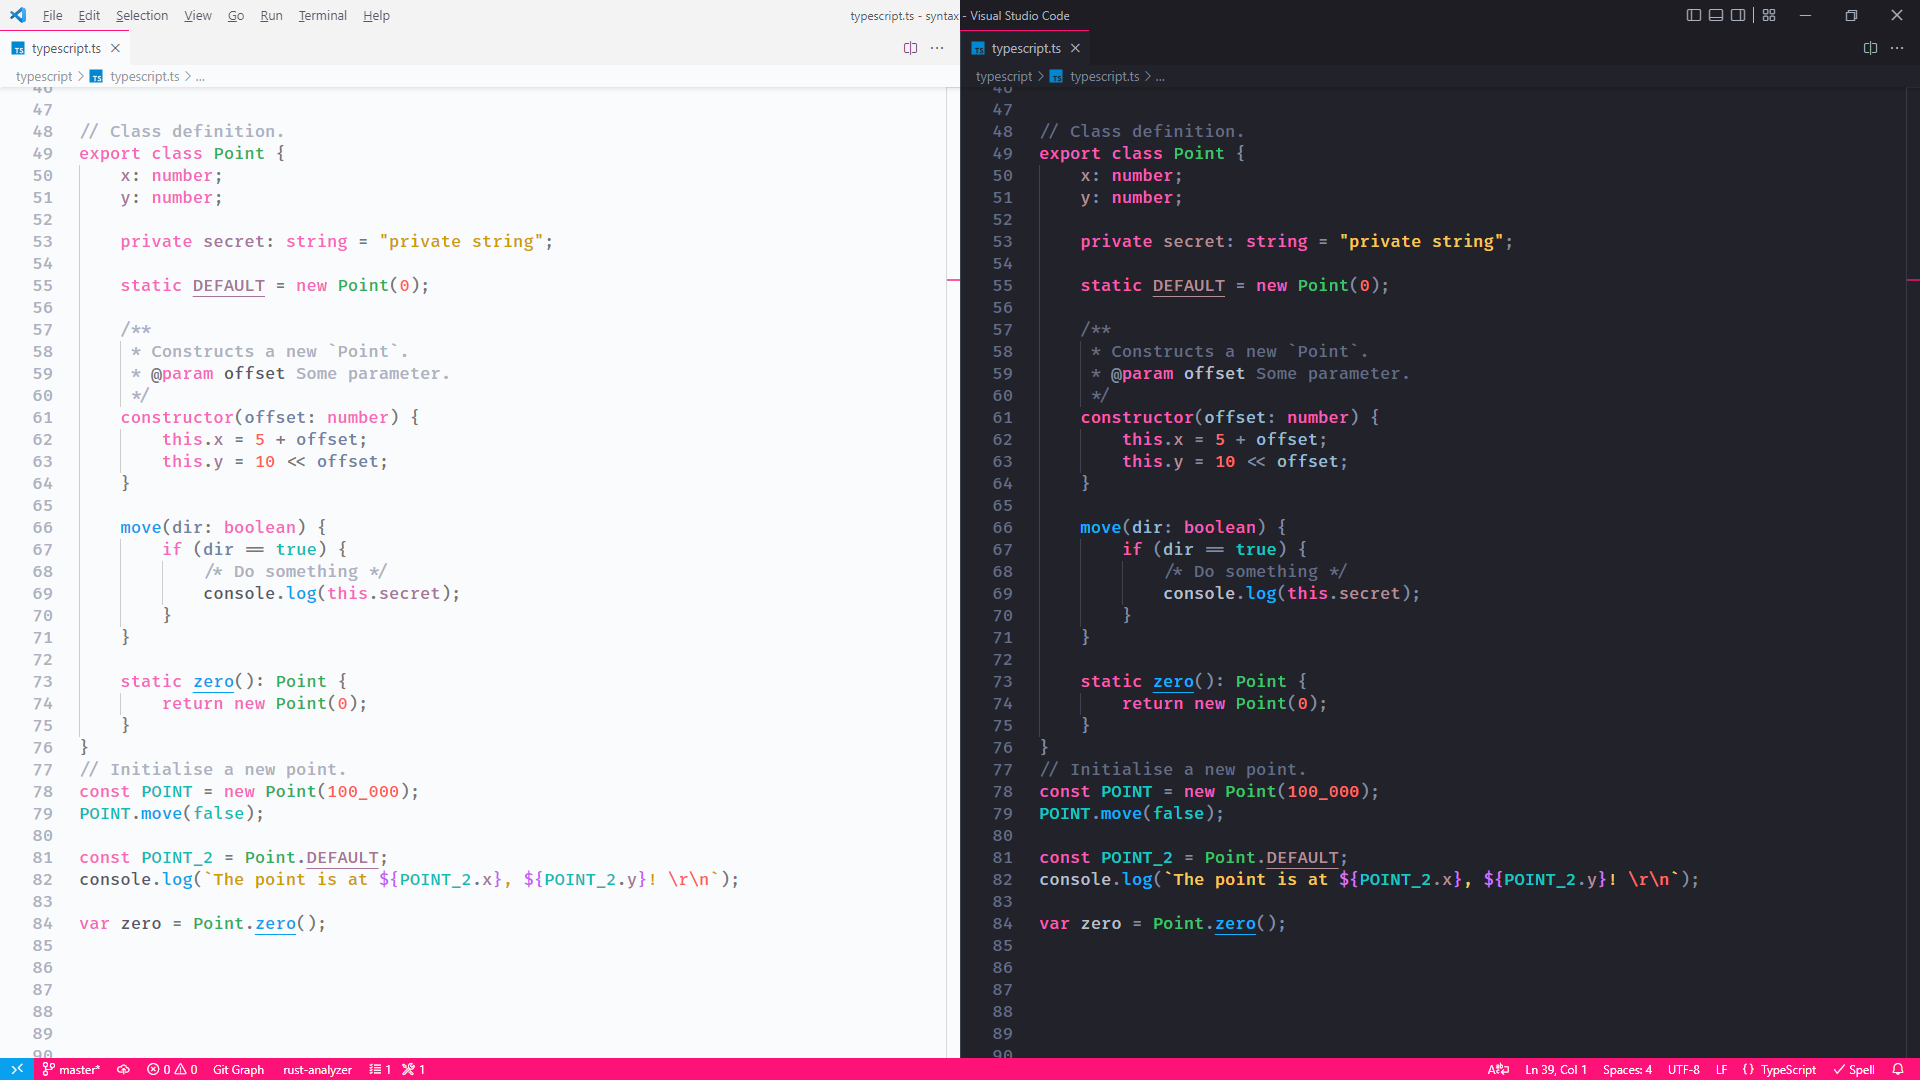 File Edit Selection View Go Run Terminal Help typescript.ts - syntax - Visual Studio Code
TS typescript.ts
typescript > TS typescript.ts > ...
46
47
48 // Class definition.
49 export class Point {
50 x: number;
51 y: number;
52
53 private secret: string = "private string";
54
55 static DEFAULT = new Point(0);
56
57 /**
58 * Constructs a new `Point`.
59 * @param offset Some parameter.
60 */
61 constructor(offset: number) {
62 this.x = 5 + offset;
63 this.y = 10 << offset;
64 }
65
66 move(dir: boolean) {
67 if (dir == true) {
68 /* Do something */
69 console.log(this.secret);
70 }
71 }
72
73 static zero(): Point {
74 return new Point(0);
75 }
76 }
77 // Initialise a new point.
78 const POINT = new Point(100_000);
79 POINT.move(false);
80
81 const POINT_2 = Point.DEFAULT;
82 console.log(`The point is at ${POINT_2.x}, ${POINT_2.y}! \r\n`);
83
84 var zero = Point.zero();
85
86
87
88
89
90
TS typescript.ts
typescript > TS typescript.ts > ...
46
47
48 // Class definition.
49 export class Point {
50 x: number;
51 y: number;
52
53 private secret: string = "private string";
54
55 static DEFAULT = new Point(0);
56
57 /**
58 * Constructs a new `Point`.
59 * @param offset Some parameter.
60 */
61 constructor(offset: number) {
62 this.x = 5 + offset;
63 this.y = 10 << offset;
64 }
65
66 move(dir: boolean) {
67 if (dir == true) {
68 /* Do something */
69 console.log(this.secret);
70 }
71 }
72
73 static zero(): Point {
74 return new Point(0);
75 }
76 }
77 // Initialise a new point.
78 const POINT = new Point(100_000);
79 POINT.move(false);
80
81 const POINT_2 = Point.DEFAULT;
82 console.log(`The point is at ${POINT_2.x}, ${POINT_2.y}! \r\n`);
83
84 var zero = Point.zero();
85
86
87
88
89
90
master* 0 0 Git Graph rust-analyzer 1 1 Ln 39, Col 1 Spaces: 4 UTF-8 LF {} TypeScript Spell